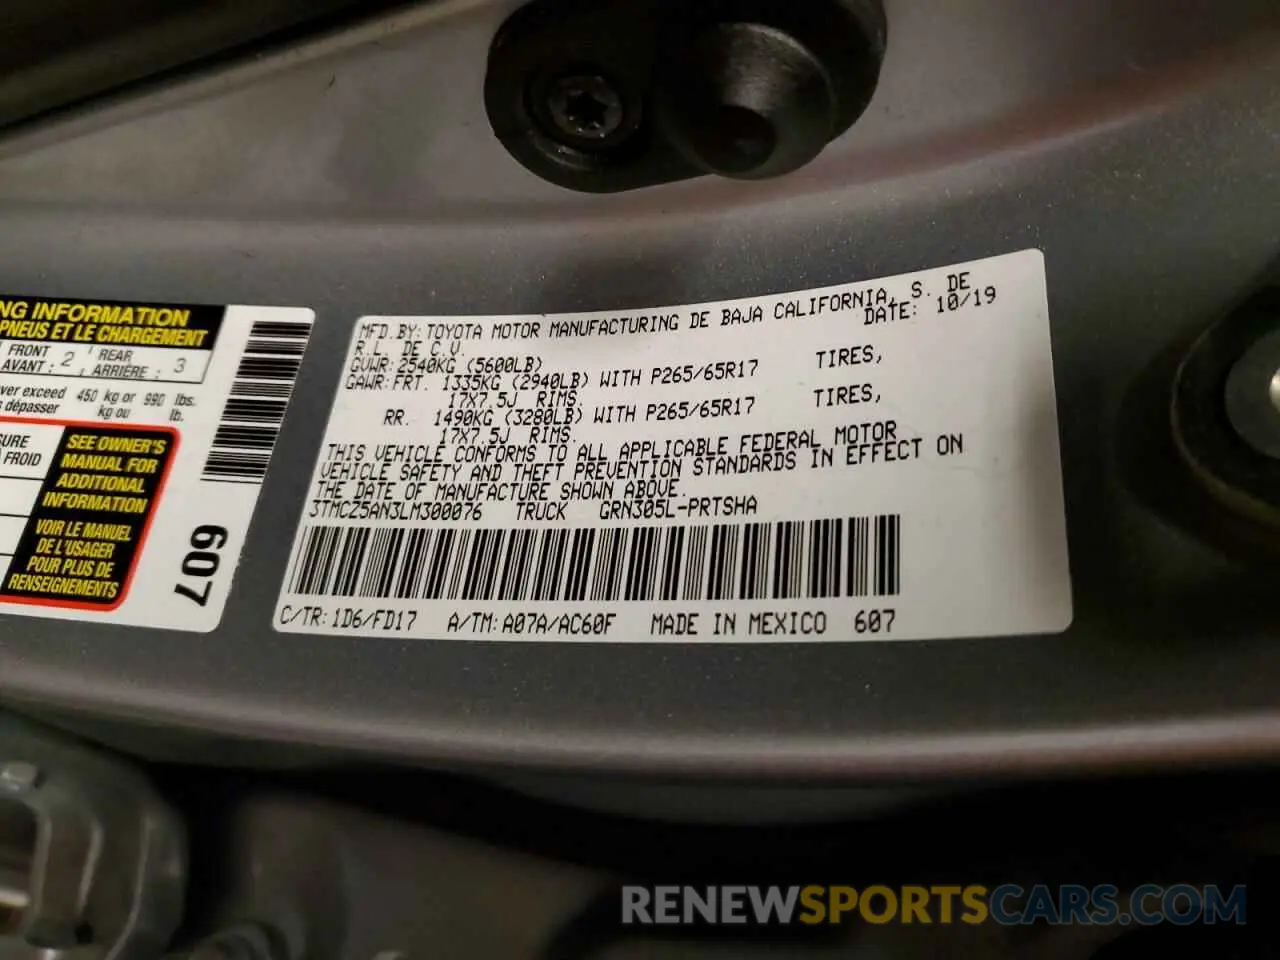 NG INFORMATION
PNEUS ET LE CHARGEMENT
FRONT
AVANT : 2
REAR
ARRIÈRE : 3
ver exceed 450 kg or 990 lbs.
dépasser kg ou lb.
SURE
FROID
SEE OWNER'S
MANUAL FOR
ADDITIONAL
INFORMATION
VOIR LE MANUEL
DE L'USAGER
POUR PLUS DE
RENSEIGNEMENTS
607
MFD. BY: TOYOTA MOTOR MANUFACTURING DE BAJA CALIFORNIA, S. DE
R.L. DE C.V. DATE: 10/19
GVWR: 2540KG (5600LB)
GAWR: FRT. 1335KG (2940LB) WITH P265/65R17 TIRES,
17X7.5J RIMS.
RR. 1490KG (3280LB) WITH P265/65R17 TIRES,
17X7.5J RIMS.
THIS VEHICLE CONFORMS TO ALL APPLICABLE FEDERAL MOTOR
VEHICLE SAFETY AND THEFT PREVENTION STANDARDS IN EFFECT ON
THE DATE OF MANUFACTURE SHOWN ABOVE.
3TMCZ5AN3LM300076 TRUCK GRN305L-PRTSHA
C/TR: 1D6/FD17 A/TM: A07A/AC60F MADE IN MEXICO 607
RENEWSPORTSCARS.COM